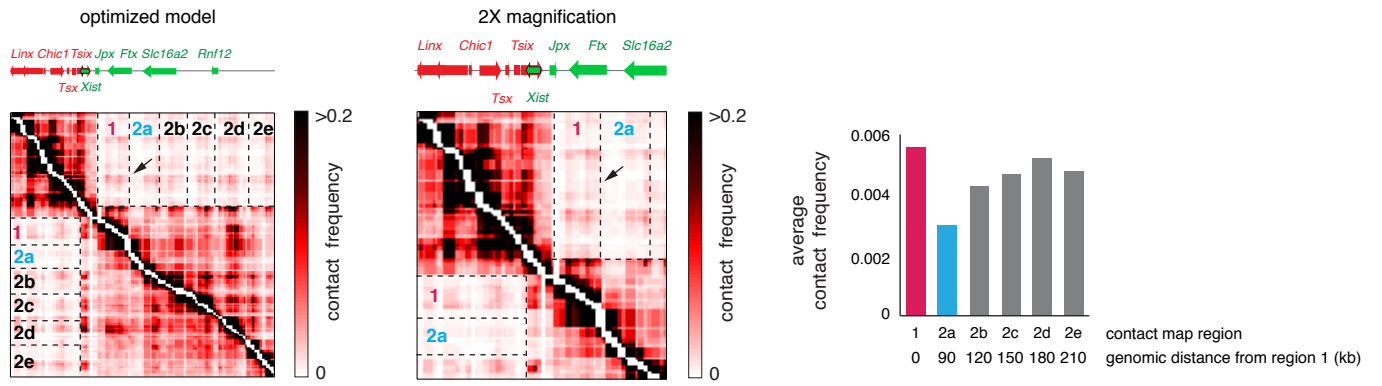 optimized model
Linx Chic1 Tsix Jpx Ftx Slc16a2 Rnf12
Tsx Xist
1 2a 2b 2c 2d 2e
1
2a
2b
2c
2d
2e
>0.2
contact frequency
0
2X magnification
Linx Chic1 Tsix Jpx Ftx Slc16a2
Tsx Xist
1 2a
1
2a
>0.2
contact frequency
0
average
contact frequency
0.006
0.004
0.002
0
1 2a 2b 2c 2d 2e contact map region
0 90 120 150 180 210 genomic distance from region 1 (kb)